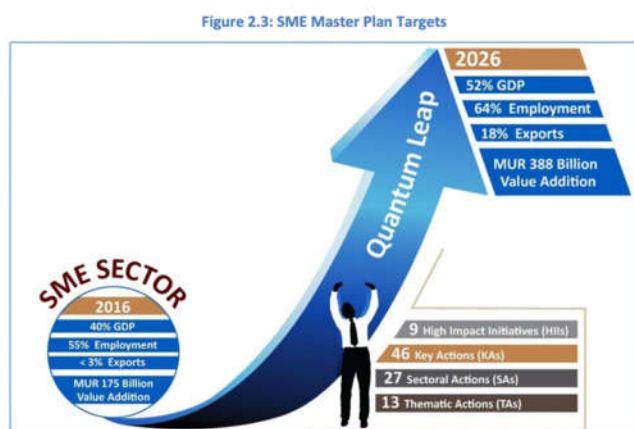 Figure 2.3: SME Master Plan Targets
2026
52% GDP
64% Employment
18% Exports
MUR 388 Billion
Value Addition
Quantum Leap
SME SECTOR
2016
40% GDP
55% Employment
< 3% Exports
MUR 175 Billion
Value Addition
9 High Impact Initiatives (HIIs)
46 Key Actions (KAs)
27 Sectoral Actions (SAs)
13 Thematic Actions (TAs)